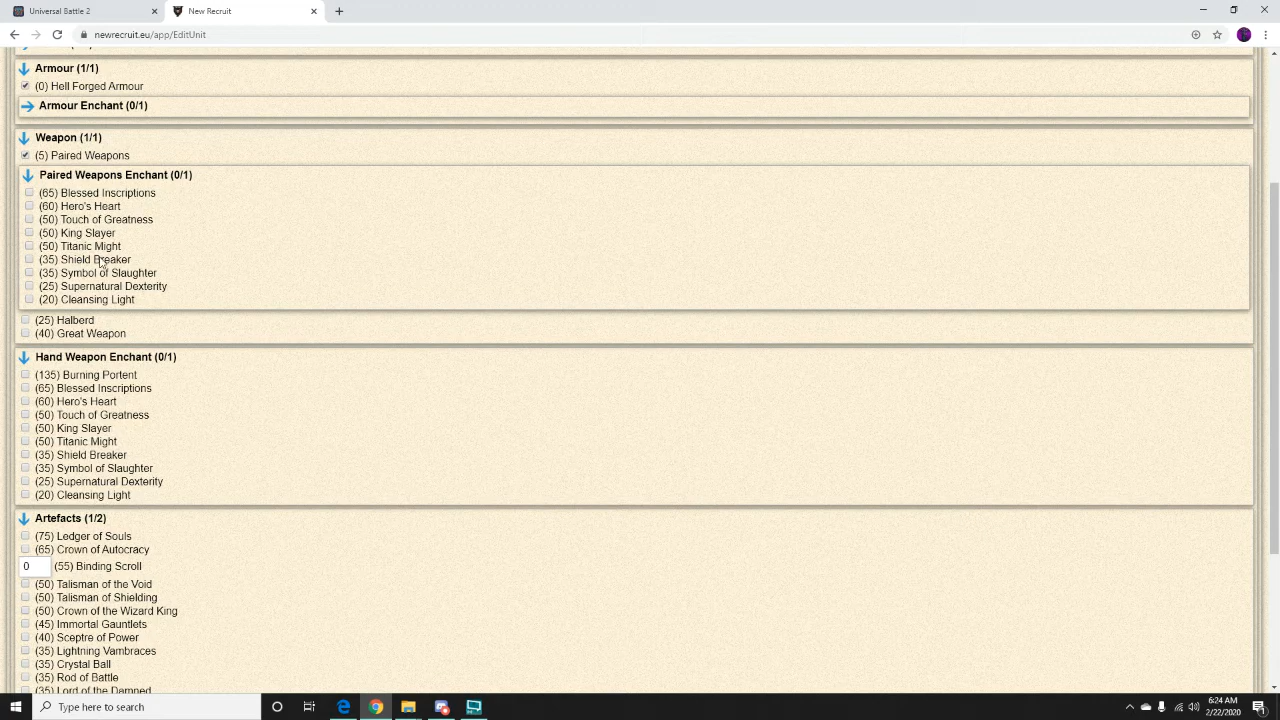 Universal Battle 2
New Recruit
newrecruit.eu/app/EditUnit
Armour (1/1)
(0) Hell Forged Armour
Armour Enchant (0/1)
Weapon (1/1)
(5) Paired Weapons
Paired Weapons Enchant (0/1)
(65) Blessed Inscriptions
(60) Hero's Heart
(50) Touch of Greatness
(50) King Slayer
(50) Titanic Might
(35) Shield Breaker
(35) Symbol of Slaughter
(25) Supernatural Dexterity
(20) Cleansing Light
(25) Halberd
(40) Great Weapon
Hand Weapon Enchant (0/1)
(135) Burning Portent
(65) Blessed Inscriptions
(60) Hero's Heart
(50) Touch of Greatness
(50) King Slayer
(50) Titanic Might
(35) Shield Breaker
(35) Symbol of Slaughter
(25) Supernatural Dexterity
(20) Cleansing Light
Artefacts (1/2)
(75) Ledger of Souls
(65) Crown of Autocracy
0 (55) Binding Scroll
(50) Talisman of the Void
(50) Talisman of Shielding
(50) Crown of the Wizard King
(45) Immortal Gauntlets
(40) Sceptre of Power
(35) Lightning Vambraces
(35) Crystal Ball
(35) Rod of Battle
(35) Lord of the Damned
Type here to search
6:24 AM
2/22/2020